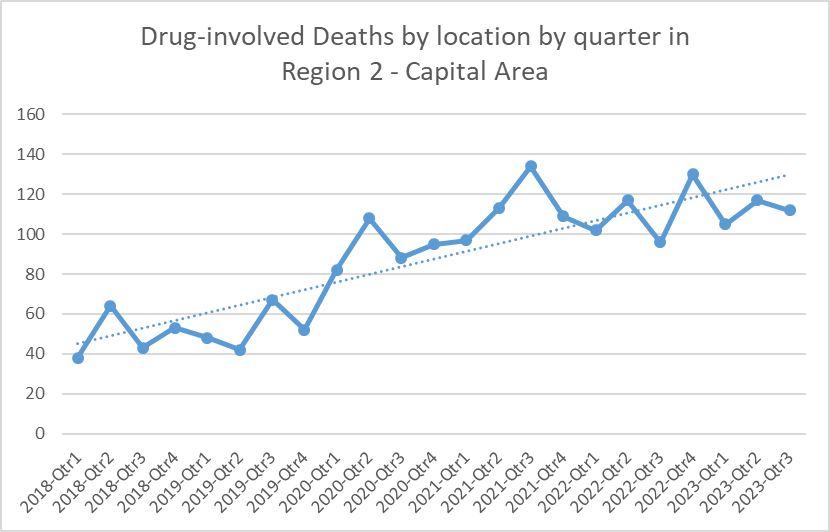 Drug-involved Deaths by location by quarter in
Region 2 - Capital Area
160
140
120
100
80
60
40
20
0
2018-Qtr1
2018-Qtr2
2018-Qtr3
2018-Qtr4
2019-Qtr1
2019-Qtr2
2019-Qtr3
2019-Qtr4
2020-Qtr1
2020-Qtr2
2020-Qtr3
2020-Qtr4
2021-Qtr1
2021-Qtr2
2021-Qtr3
2021-Qtr4
2022-Qtr1
2022-Qtr2
2022-Qtr3
2022-Qtr4
2023-Qtr1
2023-Qtr2
2023-Qtr3